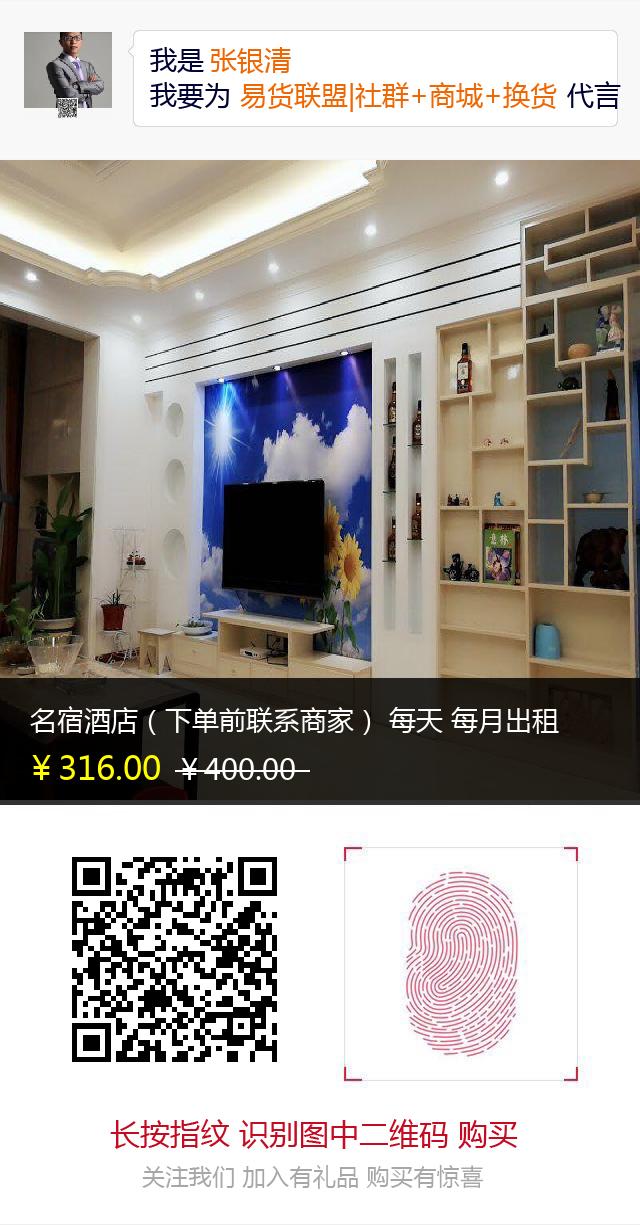 我是 张银清
我要为 易货联盟|社群+商城+换货 代言
意林
名宿酒店（下单前联系商家） 每天 每月出租
￥316.00 ￥400.00
长按指纹 识别图中二维码 购买
关注我们 加入有礼品 购买有惊喜